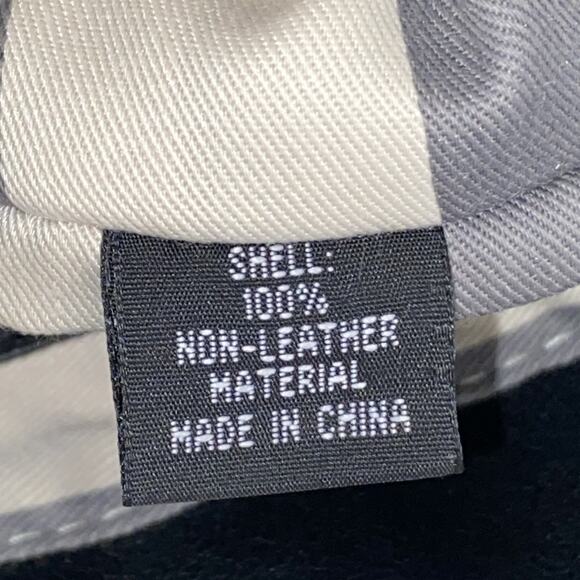 SHELL:
100%
NON-LEATHER
MATERIAL
MADE IN CHINA